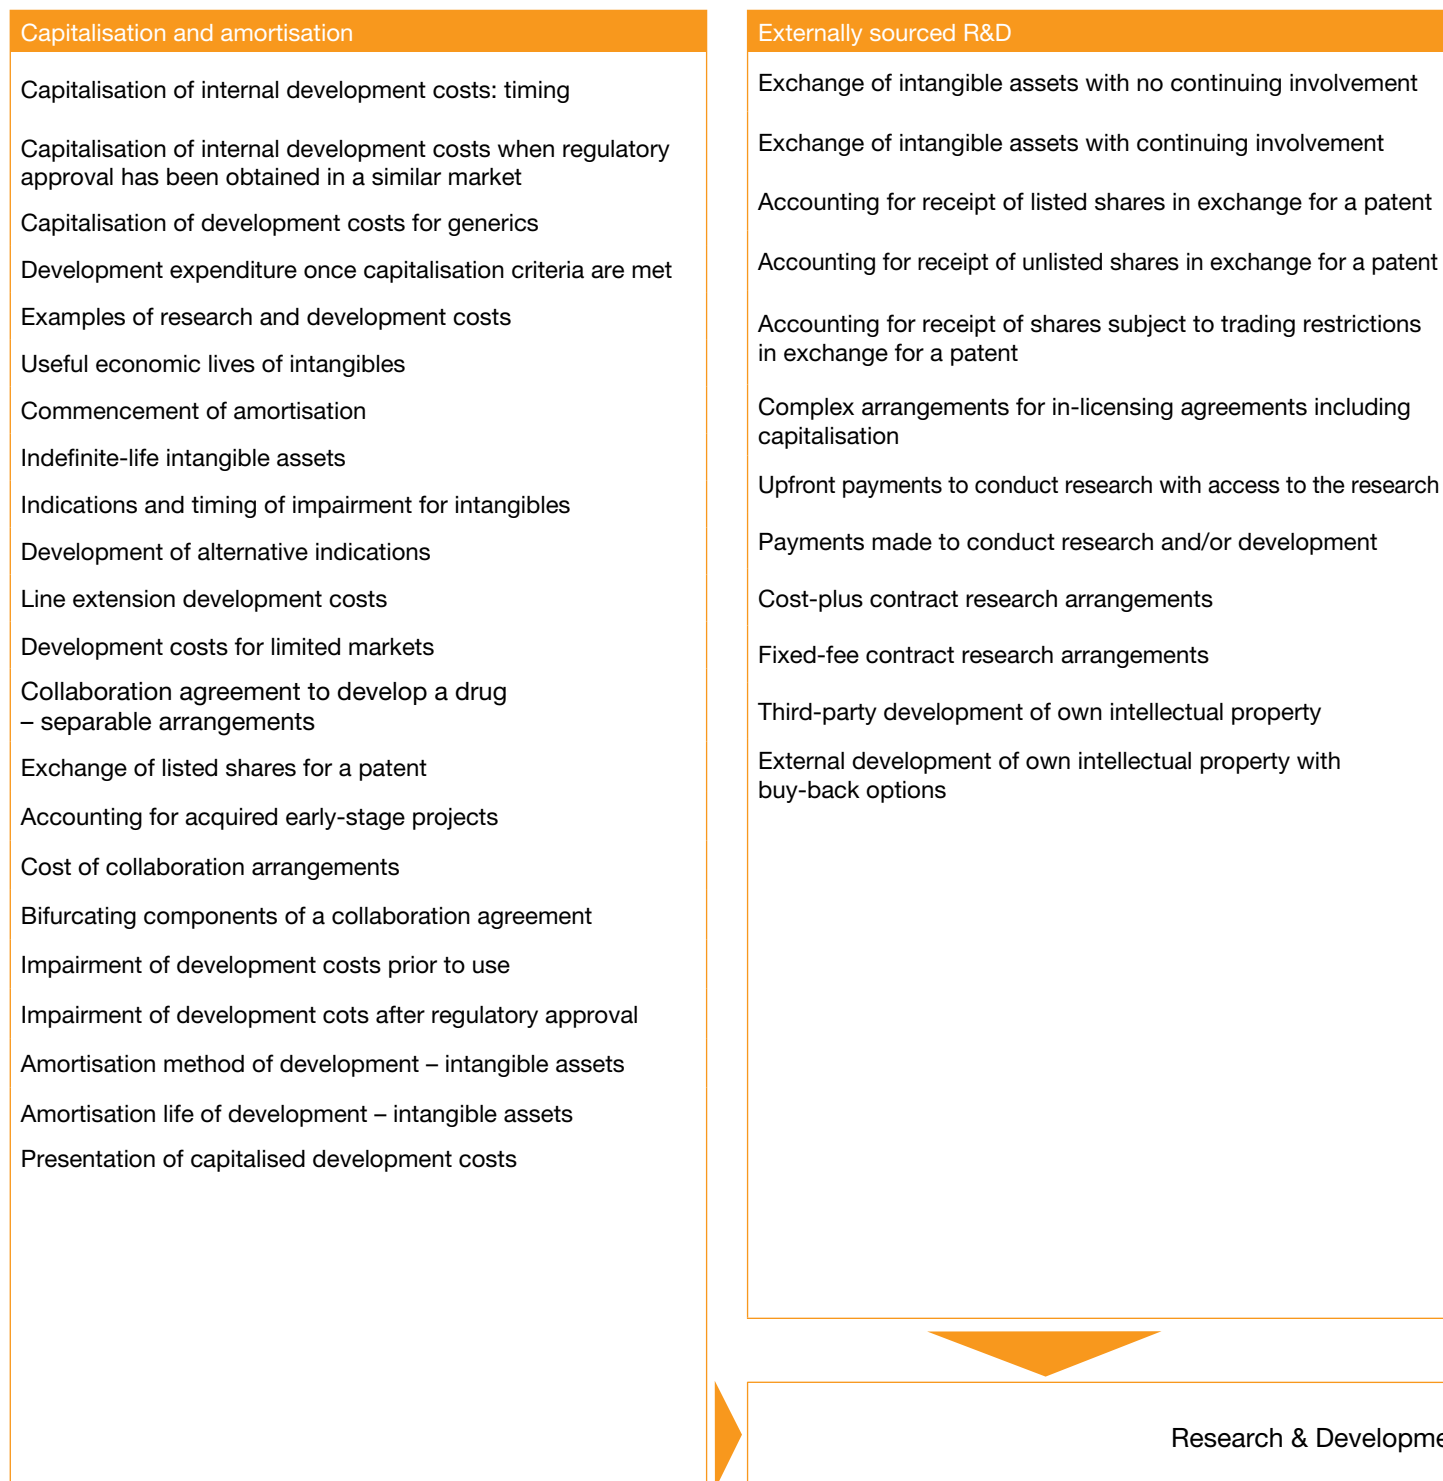 Capitalisation and amortisation
Capitalisation of internal development costs: timing
Capitalisation of internal development costs when regulatory
approval has been obtained in a similar market
Capitalisation of development costs for generics
Development expenditure once capitalisation criteria are met
Examples of research and development costs
Useful economic lives of intangibles
Commencement of amortisation
Indefinite-life intangible assets
Indications and timing of impairment for intangibles
Development of alternative indications
Line extension development costs
Development costs for limited markets
Collaboration agreement to develop a drug
– separable arrangements
Exchange of listed shares for a patent
Accounting for acquired early-stage projects
Cost of collaboration arrangements
Bifurcating components of a collaboration agreement
Impairment of development costs prior to use
Impairment of development cots after regulatory approval
Amortisation method of development – intangible assets
Amortisation life of development – intangible assets
Presentation of capitalised development costs
Externally sourced R&D
Exchange of intangible assets with no continuing involvement
Exchange of intangible assets with continuing involvement
Accounting for receipt of listed shares in exchange for a patent
Accounting for receipt of unlisted shares in exchange for a patent
Accounting for receipt of shares subject to trading restrictions
in exchange for a patent
Complex arrangements for in-licensing agreements including
capitalisation
Upfront payments to conduct research with access to the research
Payments made to conduct research and/or development
Cost-plus contract research arrangements
Fixed-fee contract research arrangements
Third-party development of own intellectual property
External development of own intellectual property with
buy-back options
Research & Developme